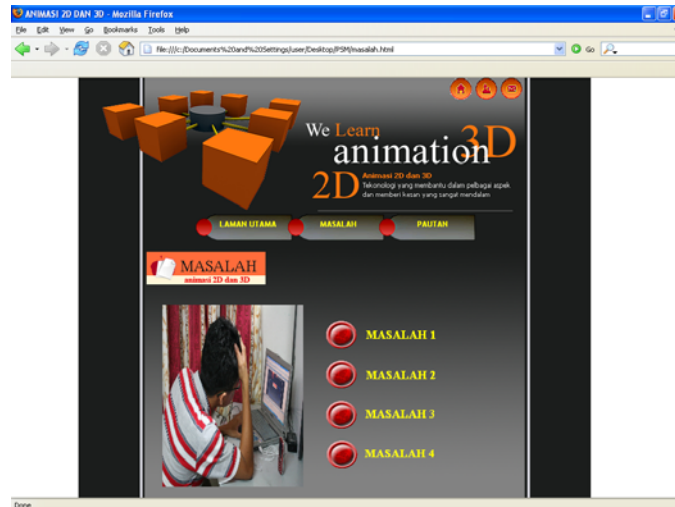 ANIMASI 2D DAN 3D - Mozilla Firefox
File Edit View Go Bookmarks Tools Help
file:///c:/Documents%20and%20Settings/user/Desktop/PSM/masalah.html
Go
We Learn
animation 3D
2D
Animasi 2D dan 3D
Tekonologi yang membantu dalam pelbagai aspek
dan memberi kesan yang sangat mendalam
LAMAN UTAMA MASALAH PAUTAN
MASALAH
animasi 2D dan 3D
MASALAH 1
MASALAH 2
MASALAH 3
MASALAH 4
Done